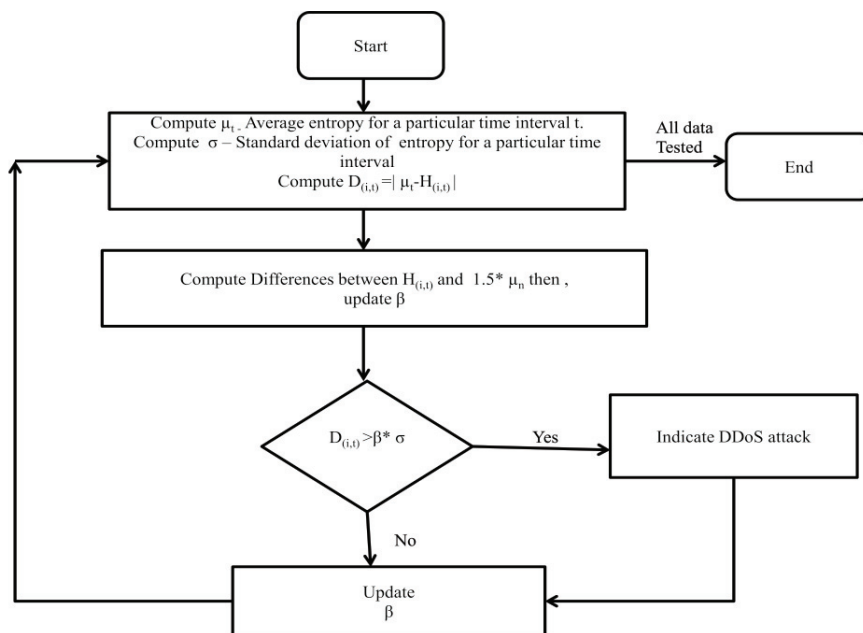 Start
Compute μₜ - Average entropy for a particular time interval t.
Compute σ – Standard deviation of entropy for a particular time
interval
Compute D₍ᵢ,ₜ₎ =| μₜ-H₍ᵢ,ₜ₎ |
All data
Tested
End
Compute Differences between H₍ᵢ,ₜ₎ and 1.5* μₙ then ,
update β
D₍ᵢ,ₜ₎ >β* σ
Yes
Indicate DDoS attack
No
Update
β